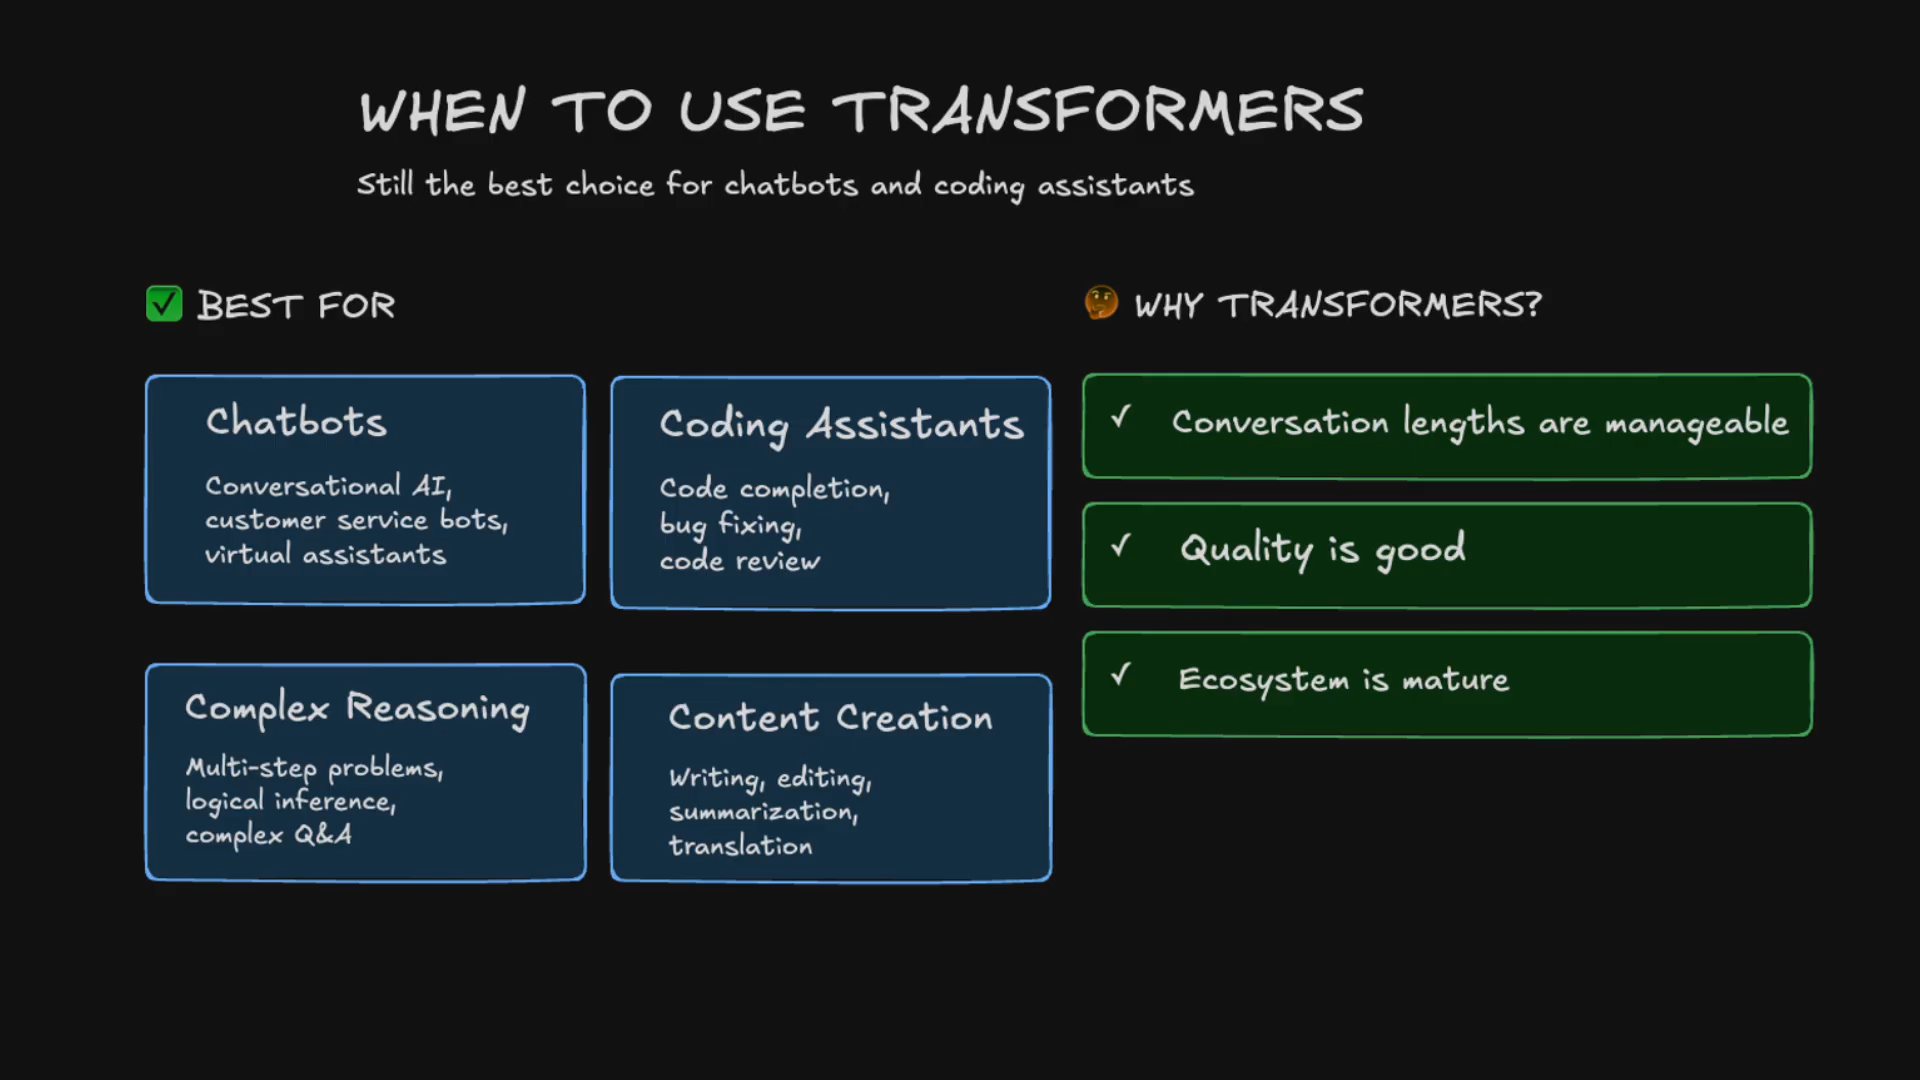 WHEN TO USE TRANSFORMERS
Still the best choice for chatbots and coding assistants
✅ BEST FOR
Chatbots
Conversational AI,
customer service bots,
virtual assistants
Coding Assistants
Code completion,
bug fixing,
code review
Complex Reasoning
Multi-step problems,
logical inference,
complex Q&A
Content Creation
Writing, editing,
summarization,
translation
🤔 WHY TRANSFORMERS?
✓ Conversation lengths are manageable
✓ Quality is good
✓ Ecosystem is mature